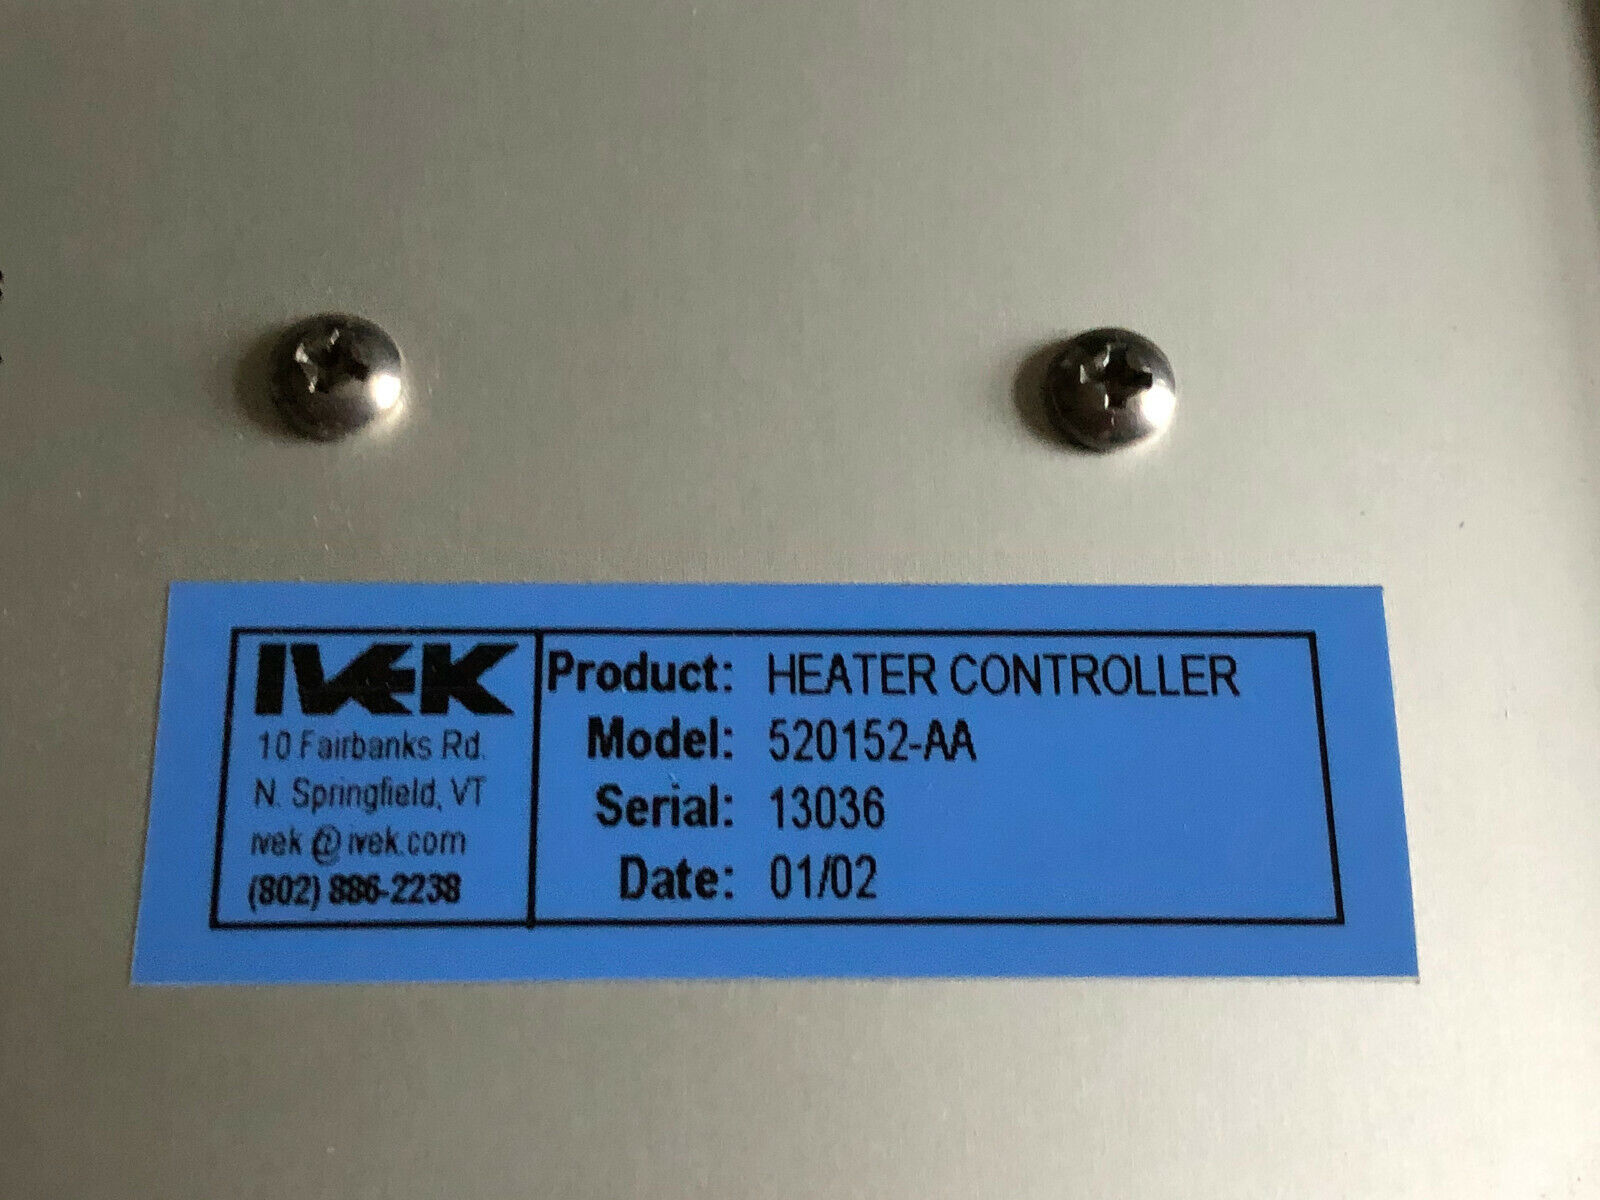 IVEK
10 Fairbanks Rd.
N. Springfield, VT
ivek @ ivek.com
(802) 886-2238
Product: HEATER CONTROLLER
Model: 520152-AA
Serial: 13036
Date: 01/02